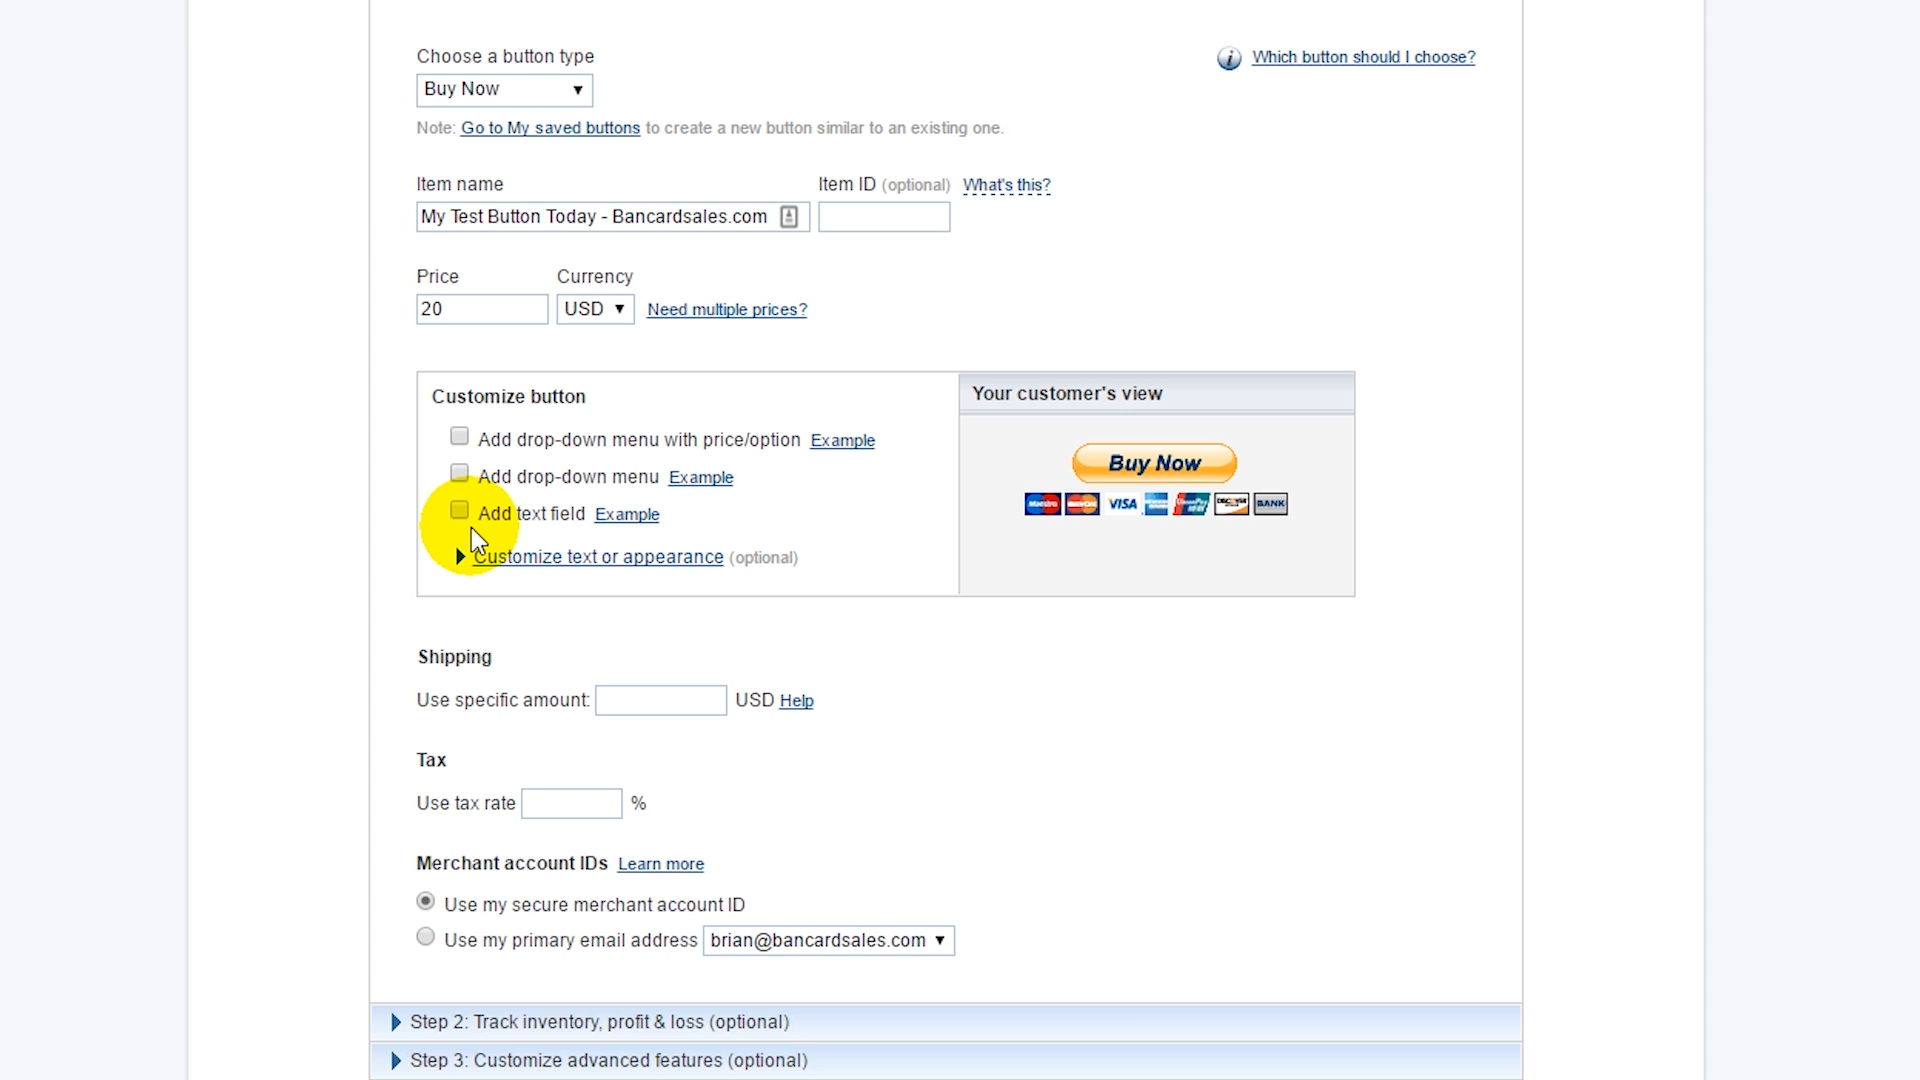 Choose a button type
Which button should I choose?
Buy Now
Note: Go to My saved buttons to create a new button similar to an existing one.
Item name
Item ID (optional) What's this?
My Test Button Today - Bancardsales.com
Price Currency
20 USD Need multiple prices?
Customize button
Your customer's view
Add drop-down menu with price/option Example
Add drop-down menu Example
Add text field Example
Customize text or appearance (optional)
Buy Now
Maestro MasterCard VISA UnionPay DISCOVER BANK
Shipping
Use specific amount: USD Help
Tax
Use tax rate %
Merchant account IDs Learn more
Use my secure merchant account ID
Use my primary email address brian@bancardsales.com
Step 2: Track inventory, profit & loss (optional)
Step 3: Customize advanced features (optional)